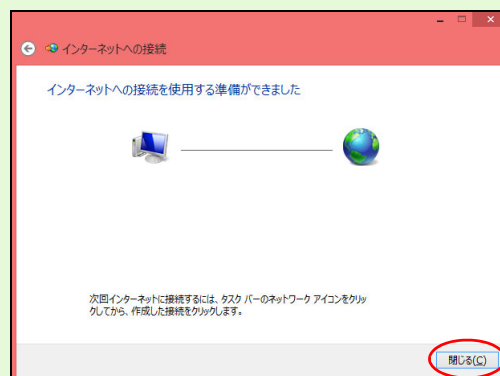 インターネットへの接続
インターネットへの接続を使用する準備ができました
次回インターネットに接続するには、タスク バーのネットワーク アイコンをクリッ
クしてから、作成した接続をクリックします。
閉じる(C)